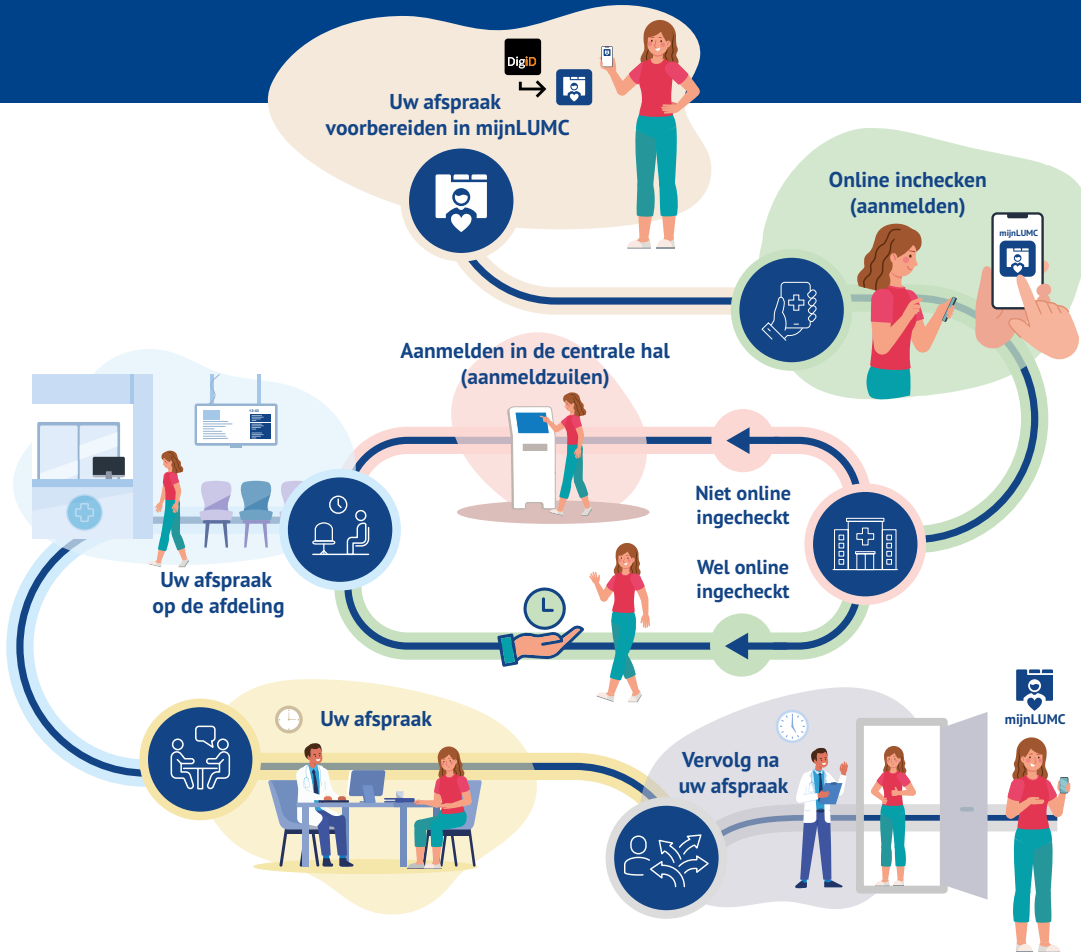 DigiD
Uw afspraak
voorbereiden in mijnLUMC
Online inchecken
(aanmelden)
mijnLUMC
Aanmelden in de centrale hal
(aanmeldzuilen)
Niet online
ingecheckt
Wel online
ingecheckt
Uw afspraak
op de afdeling
Uw afspraak
Vervolg na
uw afspraak
mijnLUMC